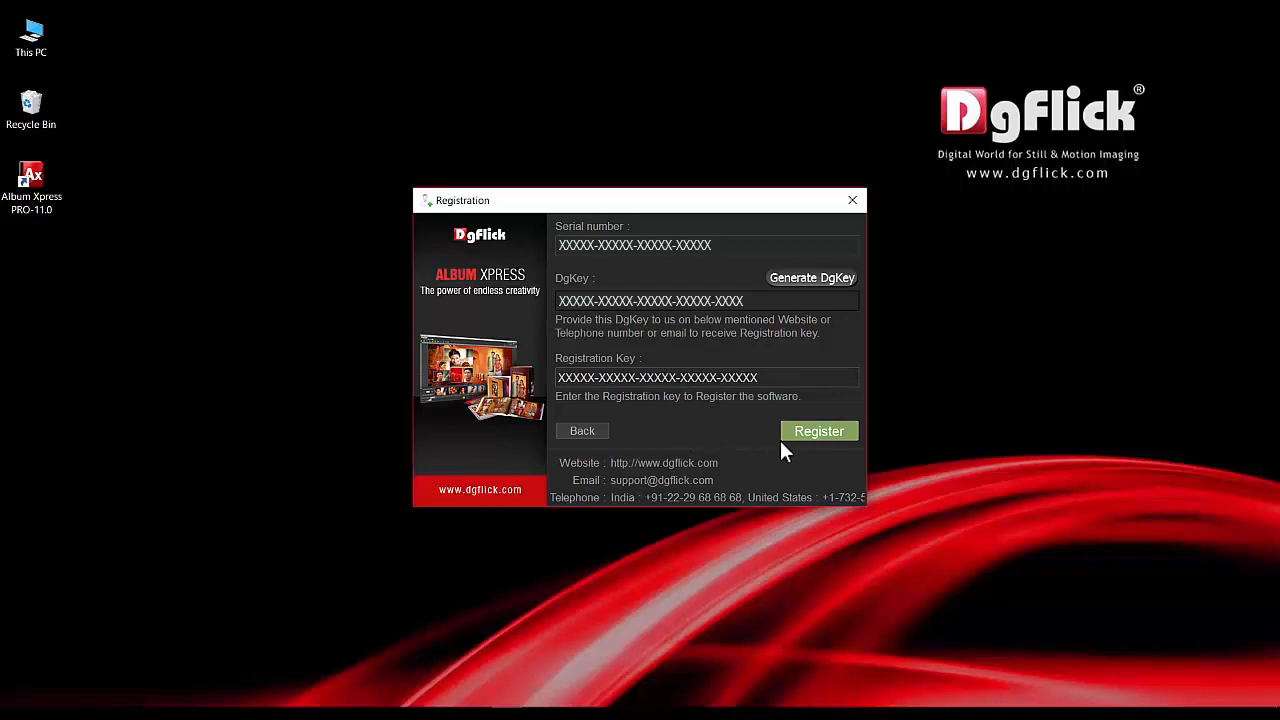 This PC
Recycle Bin
Ax
Album Xpress
PRO-11.0
DgFlick®
Digital World for Still & Motion Imaging
www.dgflick.com
Registration
DgFlick
ALBUM XPRESS
The power of endless creativity
www.dgflick.com
Serial number :
XXXXX-XXXXX-XXXXX-XXXXX
DgKey :
Generate DgKey
XXXXX-XXXXX-XXXXX-XXXXX-XXXX
Provide this DgKey to us on below mentioned Website or
Telephone number or email to receive Registration key.
Registration Key :
XXXXX-XXXXX-XXXXX-XXXXX-XXXXX
Enter the Registration key to Register the software.
Back
Register
Website : http://www.dgflick.com
Email : support@dgflick.com
Telephone : India : +91-22-29 68 68 68, United States : +1-732-5